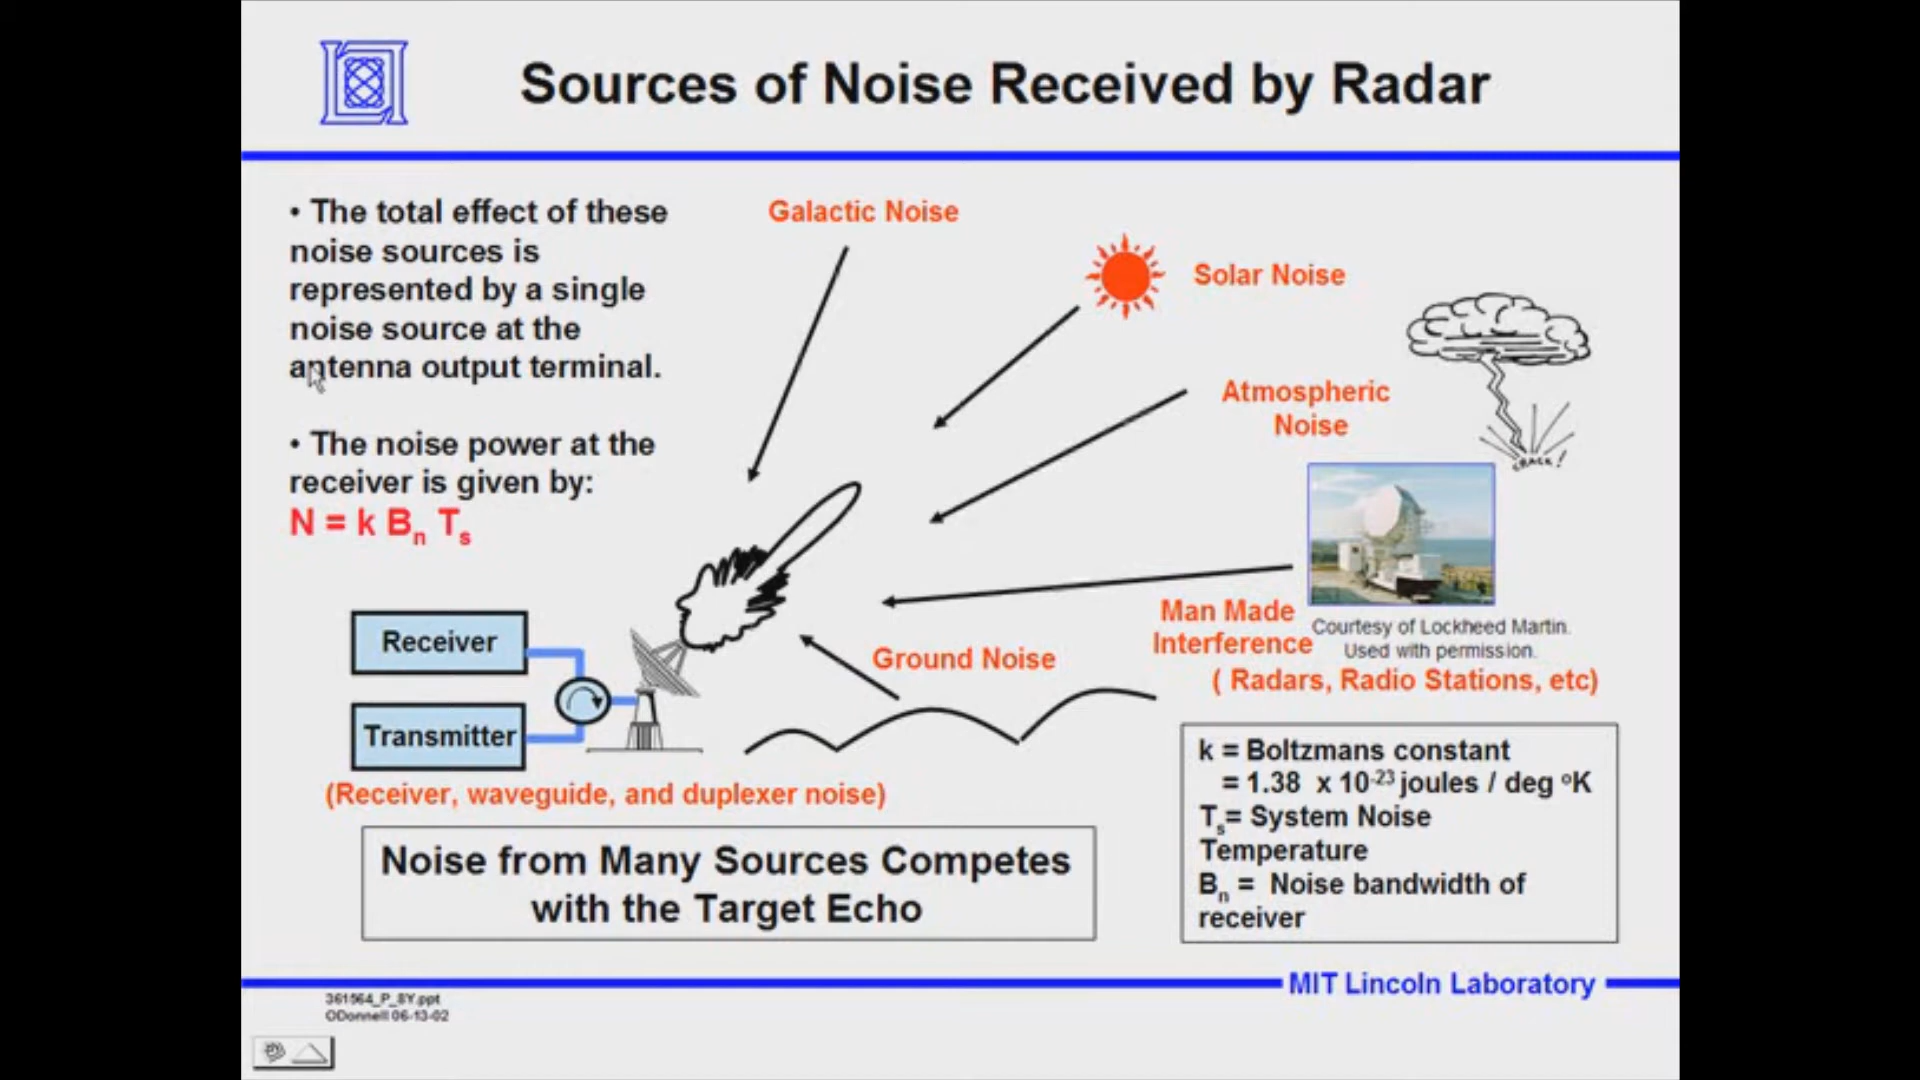 Sources of Noise Received by Radar
• The total effect of these
noise sources is
represented by a single
noise source at the
antenna output terminal.
• The noise power at the
receiver is given by:
N = k Bn Ts
Galactic Noise
Solar Noise
Atmospheric
Noise
CRACK!
Man Made
Interference
( Radars, Radio Stations, etc)
Courtesy of Lockheed Martin.
Used with permission.
Ground Noise
Receiver
Transmitter
(Receiver, waveguide, and duplexer noise)
Noise from Many Sources Competes
with the Target Echo
k = Boltzmans constant
= 1.38 x 10-23 joules / deg oK
Ts= System Noise
Temperature
Bn = Noise bandwidth of
receiver
MIT Lincoln Laboratory
361564_P_8Y.ppt
ODonnell 06-13-02